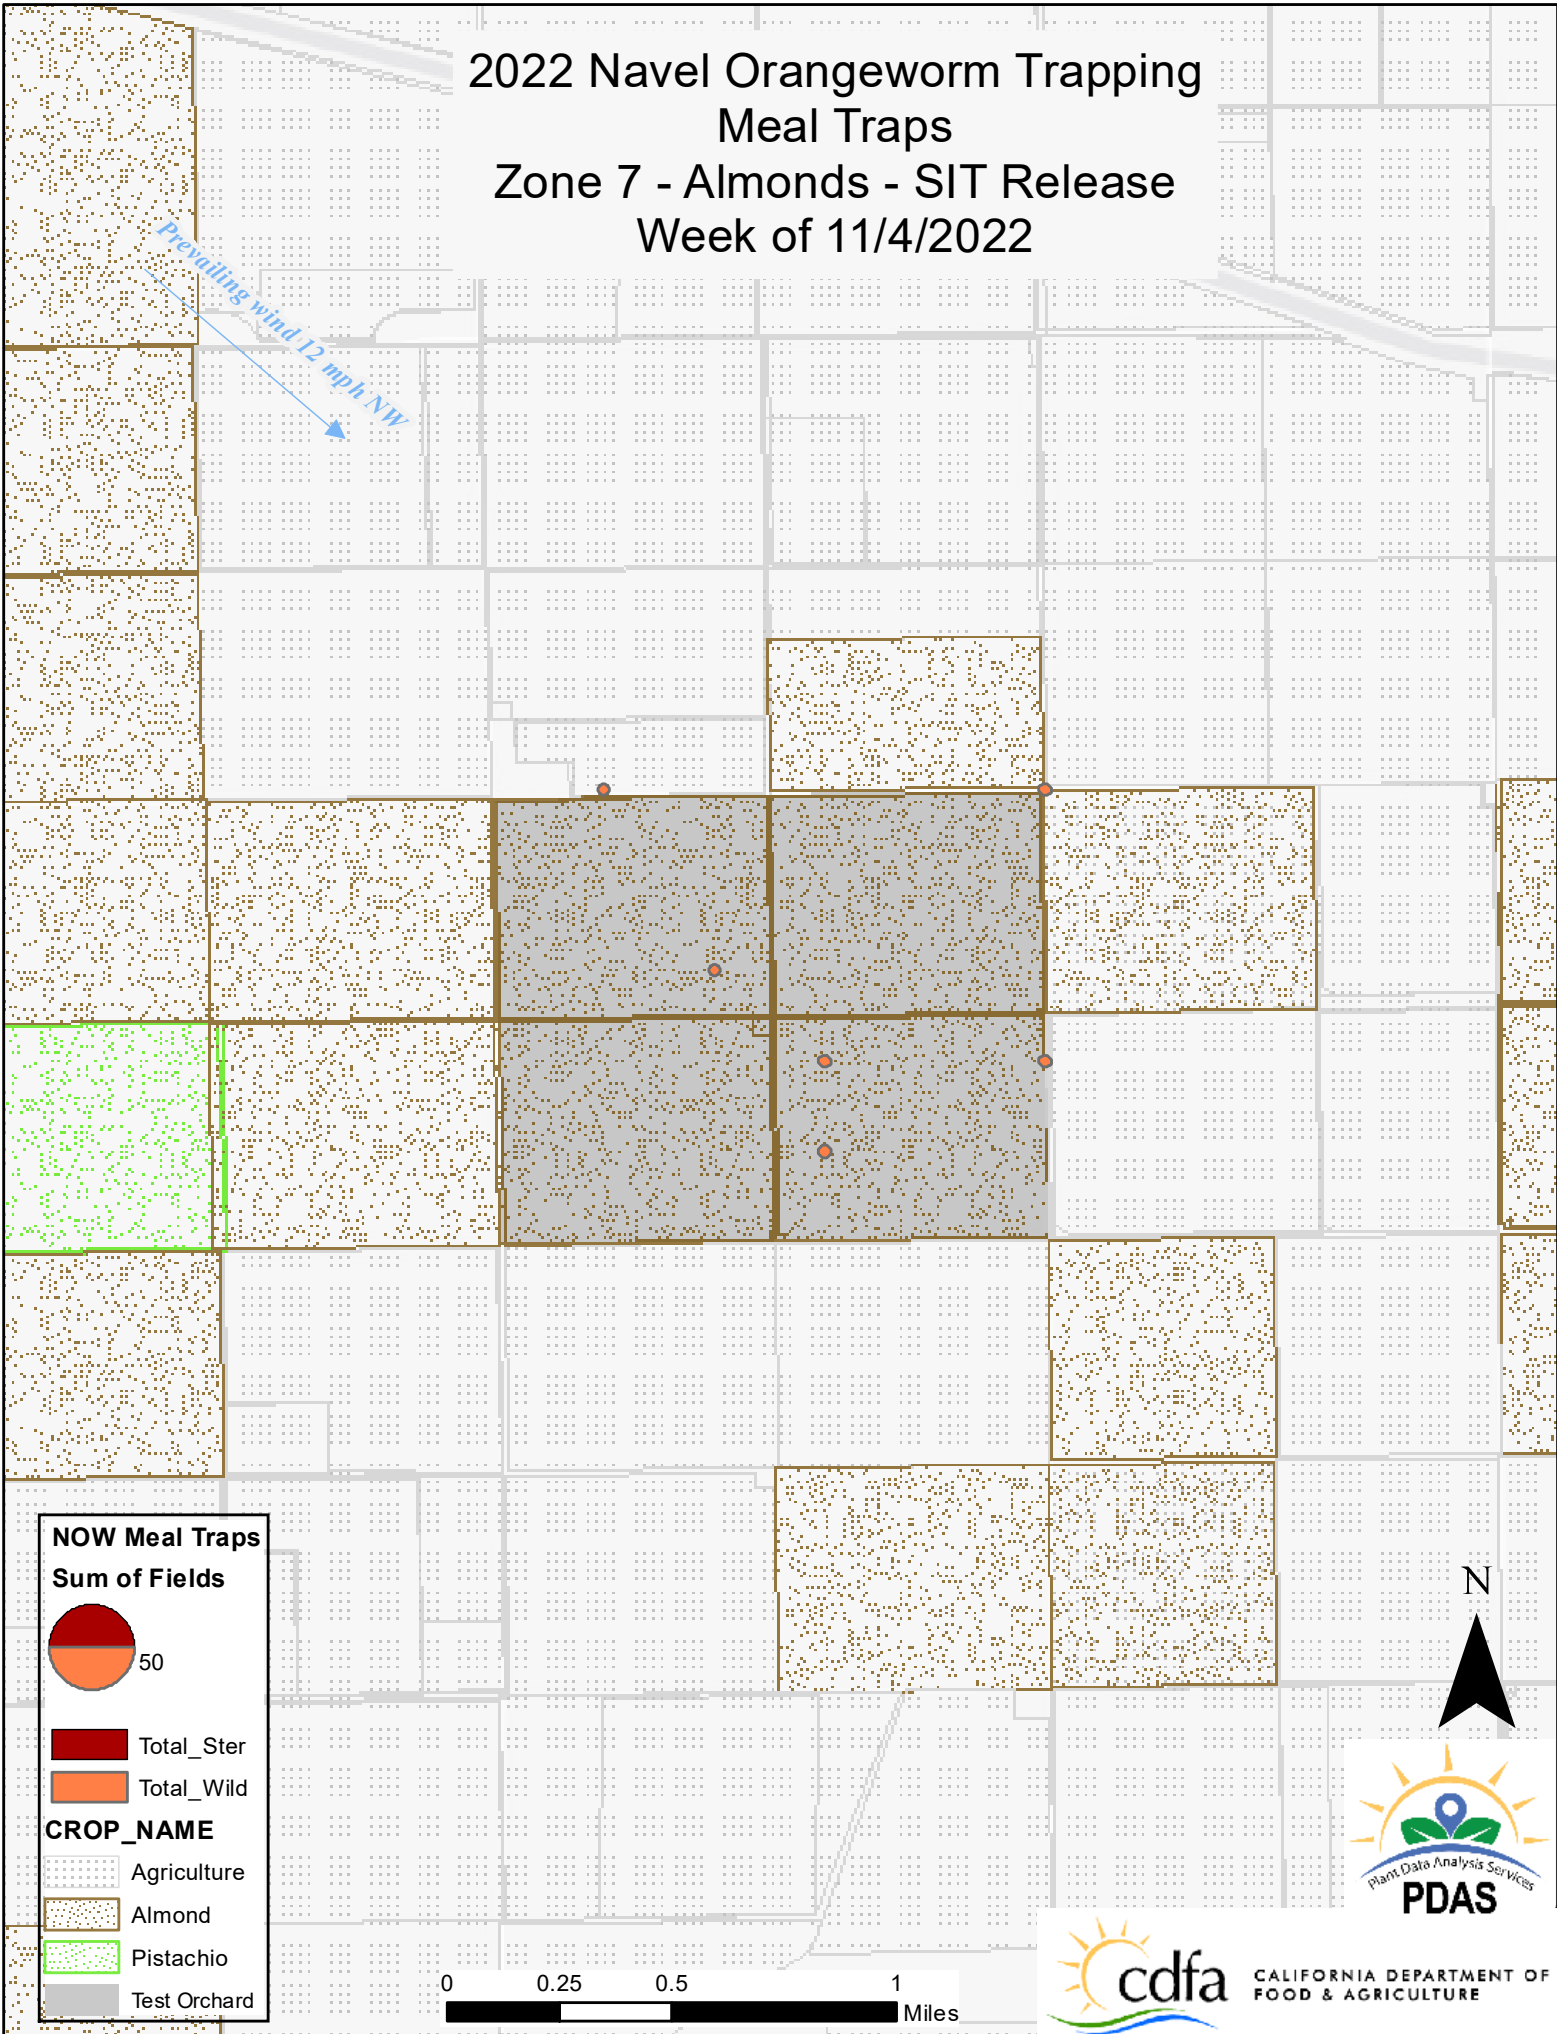 2022 Navel Orangeworm Trapping
Meal Traps
Zone 7 - Almonds - SIT Release
Week of 11/4/2022
Prevailing wind 12 mph NW
NOW Meal Traps
Sum of Fields
50
Total_Ster
Total_Wild
CROP_NAME
Agriculture
Almond
Pistachio
Test Orchard
0 0.25 0.5 1
Miles
N
Plant Data Analysis Services
PDAS
cdfa
CALIFORNIA DEPARTMENT OF
FOOD & AGRICULTURE